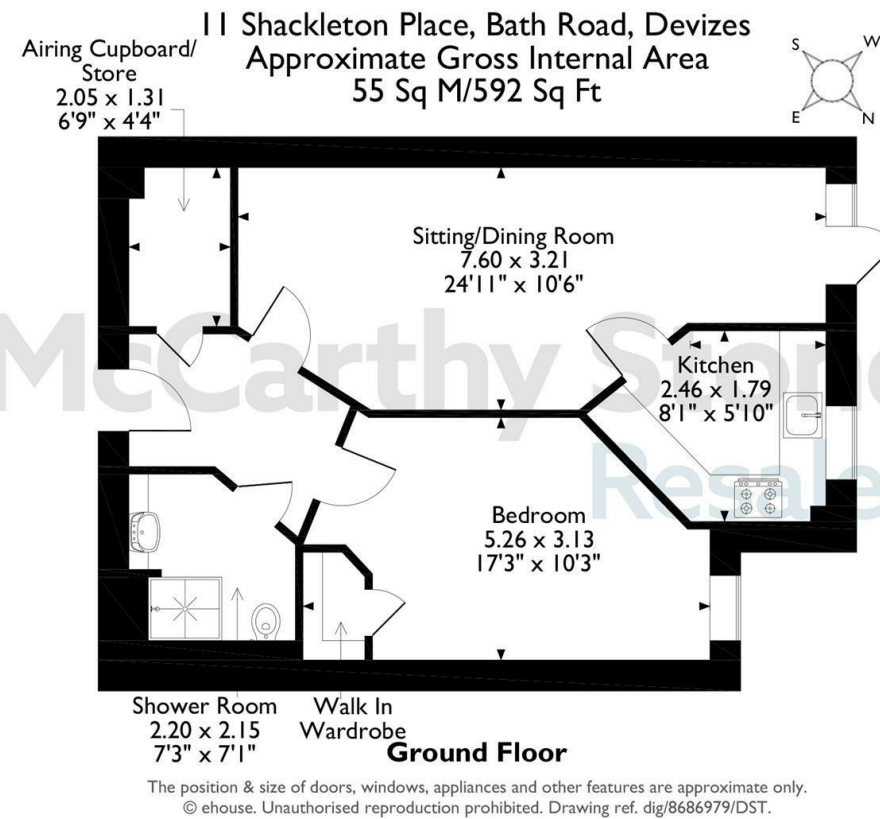 11 Shackleton Place, Bath Road, Devizes
Approximate Gross Internal Area
55 Sq M/592 Sq Ft
Airing Cupboard/
Store
2.05 x 1.31
6'9" x 4'4"
S
W
E
N
Sitting/Dining Room
7.60 x 3.21
24'11" x 10'6"
Kitchen
2.46 x 1.79
8'1" x 5'10"
McCarthy Stone
Resale
Bedroom
5.26 x 3.13
17'3" x 10'3"
Shower Room
2.20 x 2.15
7'3" x 7'1"
Walk In
Wardrobe
Ground Floor
The position & size of doors, windows, appliances and other features are approximate only.
© ehouse. Unauthorised reproduction prohibited. Drawing ref. dig/8686979/DST.